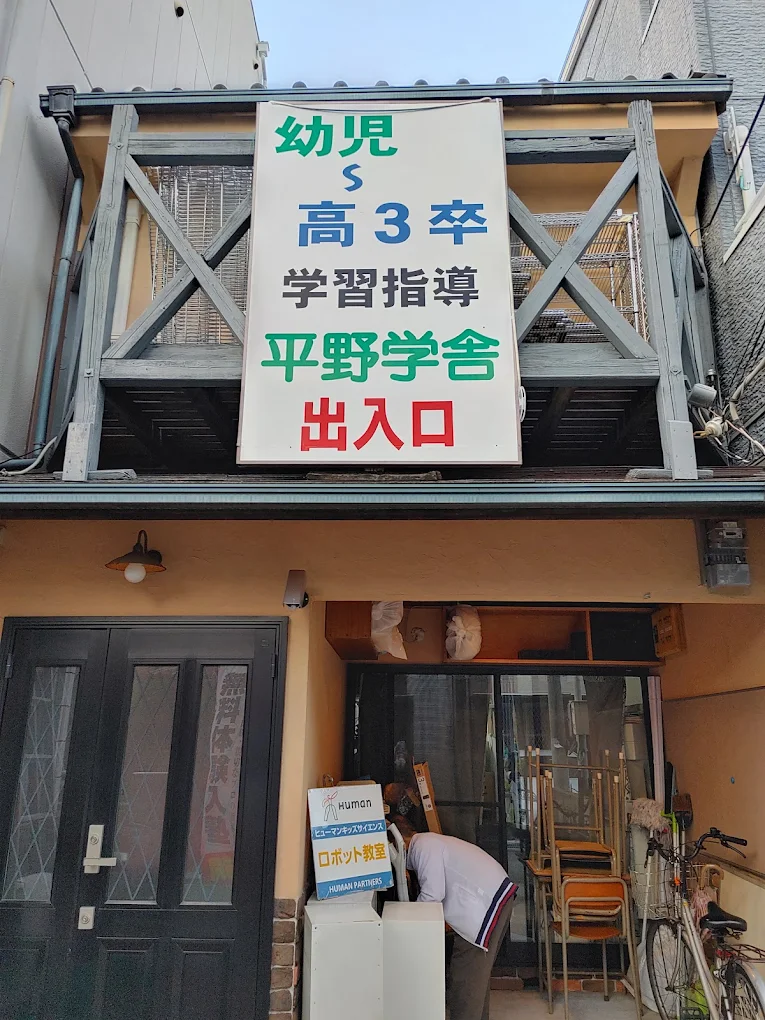 幼児
〜
高3卒
学習指導
平野学舎
出入口
Human
ヒューマンキッズサイエンス
ロボット教室
HUMAN PARTNERS